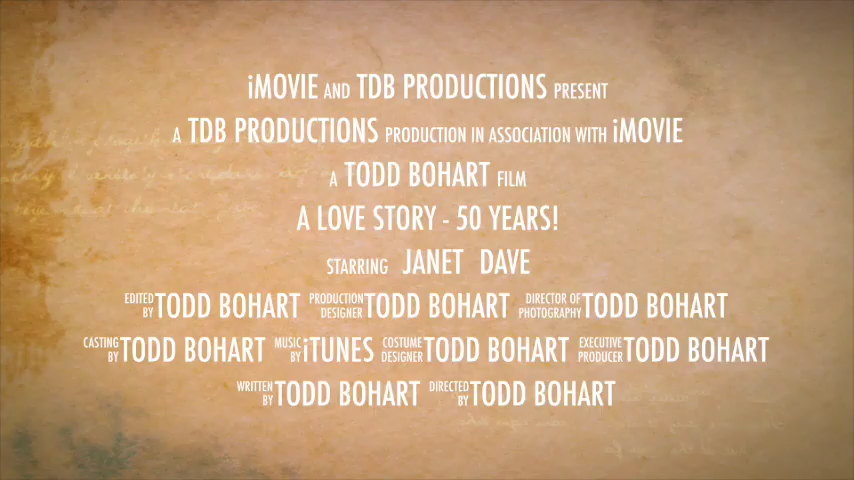 iMOVIE AND TDB PRODUCTIONS PRESENT
A TDB PRODUCTIONS PRODUCTION IN ASSOCIATION WITH iMOVIE
A TODD BOHART FILM
A LOVE STORY - 50 YEARS!
STARRING JANET DAVE
EDITED BY TODD BOHART PRODUCTION DESIGNER TODD BOHART DIRECTOR OF PHOTOGRAPHY TODD BOHART
CASTING BY TODD BOHART MUSIC BY iTUNES COSTUME DESIGNER TODD BOHART EXECUTIVE PRODUCER TODD BOHART
WRITTEN BY TODD BOHART DIRECTED BY TODD BOHART